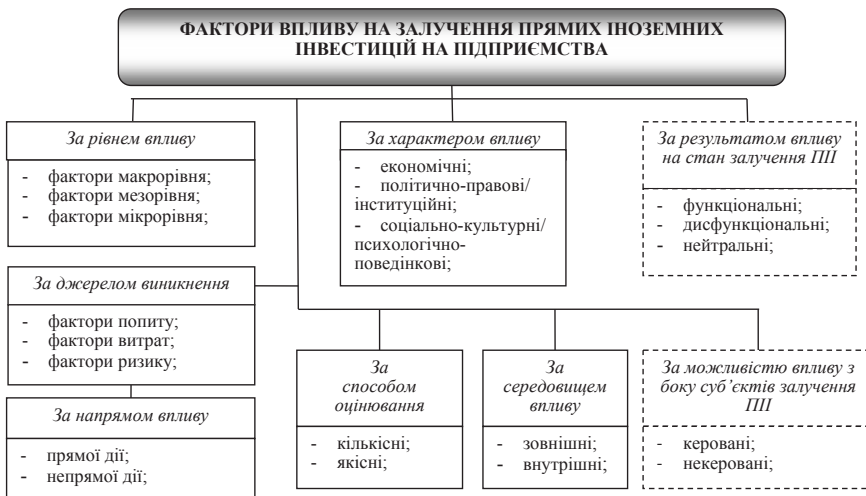 ФАКТОРИ ВПЛИВУ НА ЗАЛУЧЕННЯ ПРЯМИХ ІНОЗЕМНИХ
ІНВЕСТИЦІЙ НА ПІДПРИЄМСТВА
За рівнем впливу
- фактори макрорівня;
- фактори мезорівня;
- фактори мікрорівня;
За характером впливу
- економічні;
- політично-правові/
інституційні;
- соціально-культурні/
психологічно-
поведінкові;
За результатом впливу
на стан залучення ПІІ
- функціональні;
- дисфункціональні;
- нейтральні;
За джерелом виникнення
- фактори попиту;
- фактори витрат;
- фактори ризику;
За напрямом впливу
- прямої дії;
- непрямої дії;
За
способом
оцінювання
- кількісні;
- якісні;
За
середовищем
впливу
- зовнішні;
- внутрішні;
За можливістю впливу з
боку суб’єктів залучення
ПІІ
- керовані;
- некеровані;